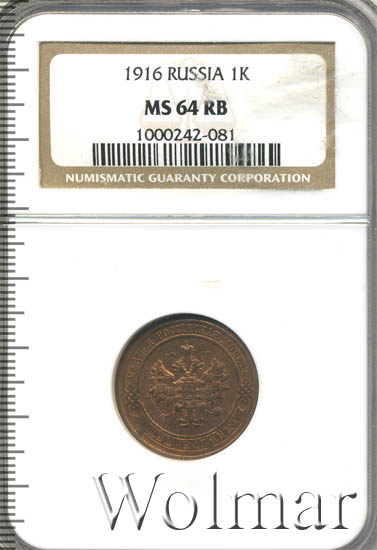 1916 RUSSIA 1K
MS 64 RB
1000242-081
NUMISMATIC GUARANTY CORPORATION
Wolmar